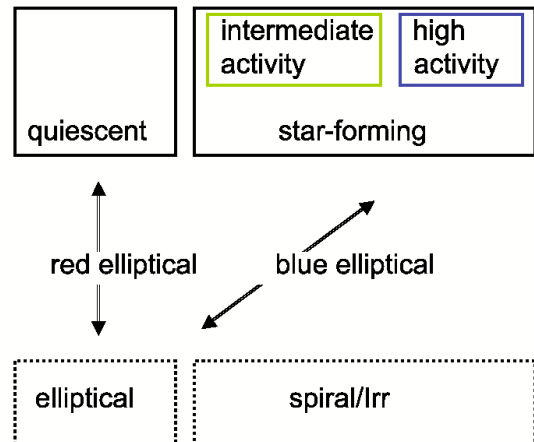 intermediate
activity
high
activity
quiescent
star-forming
red elliptical
blue elliptical
elliptical
spiral/Irr